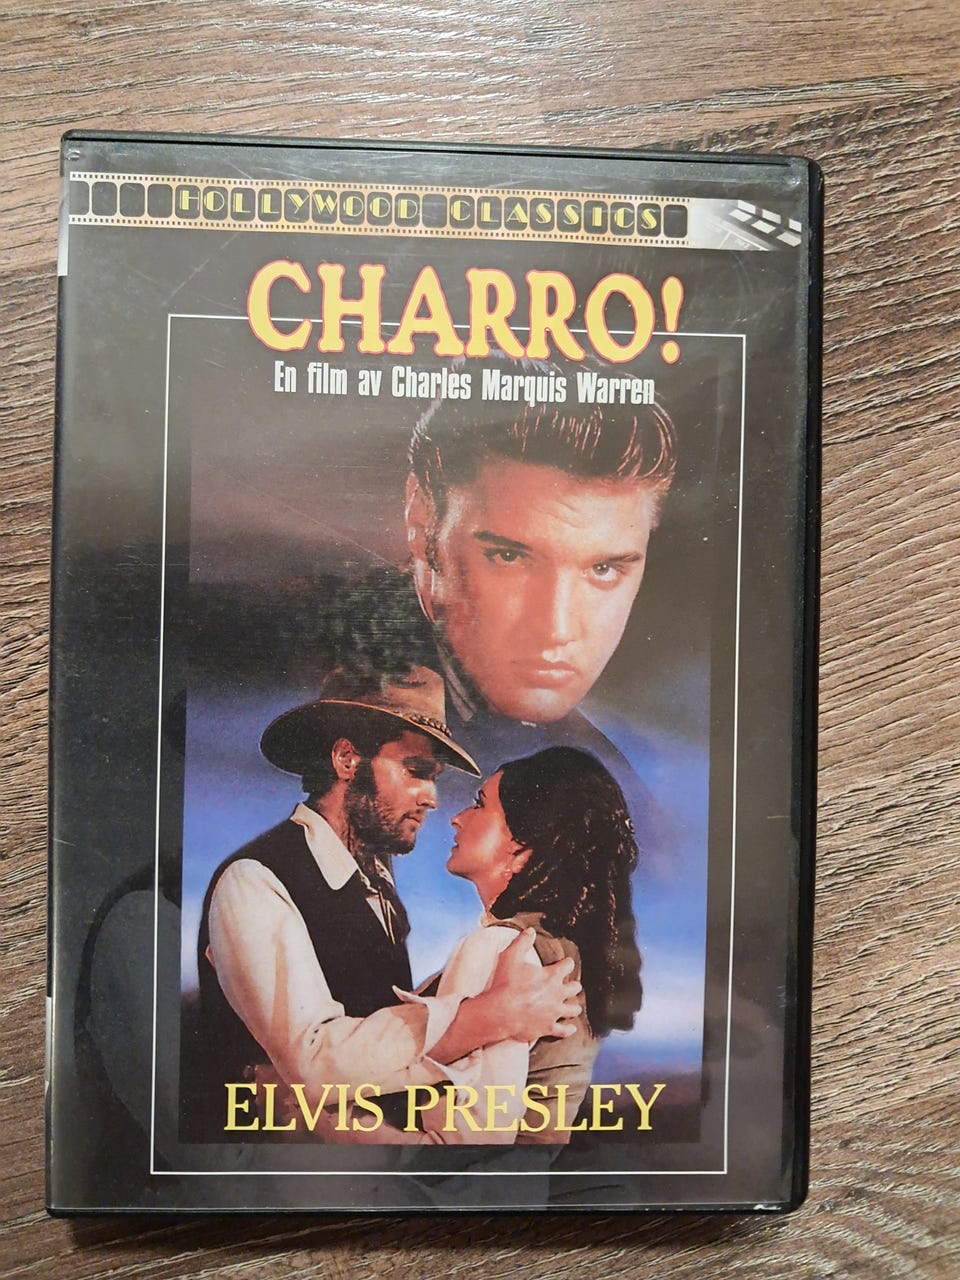 HOLLYWOOD CLASSICS
CHARRO!
En film av Charles Marquis Warren
ELVIS PRESLEY